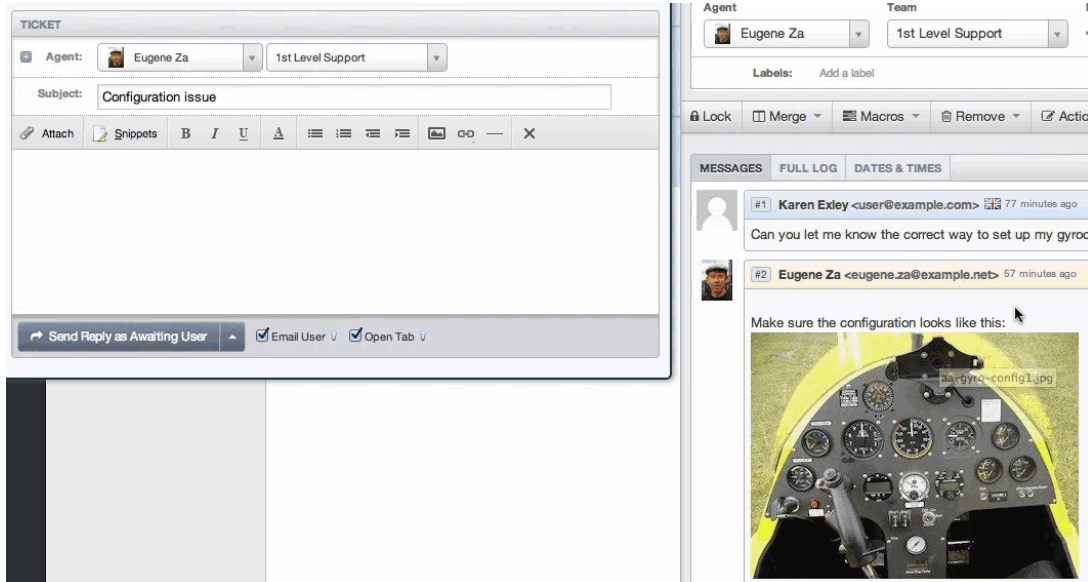 TICKET
Agent: Eugene Za 1st Level Support
Subject: Configuration issue
Attach Snippets B I U A
Send Reply as Awaiting User Email User Open Tab
Agent Team
Eugene Za 1st Level Support
Labels: Add a label
Lock Merge Macros Remove Actio
MESSAGES FULL LOG DATES & TIMES
#1 Karen Exley <user@example.com> 77 minutes ago
Can you let me know the correct way to set up my gyroc
#2 Eugene Za <eugene.za@example.net> 57 minutes ago
Make sure the configuration looks like this:
aa-gyro-config1.jpg